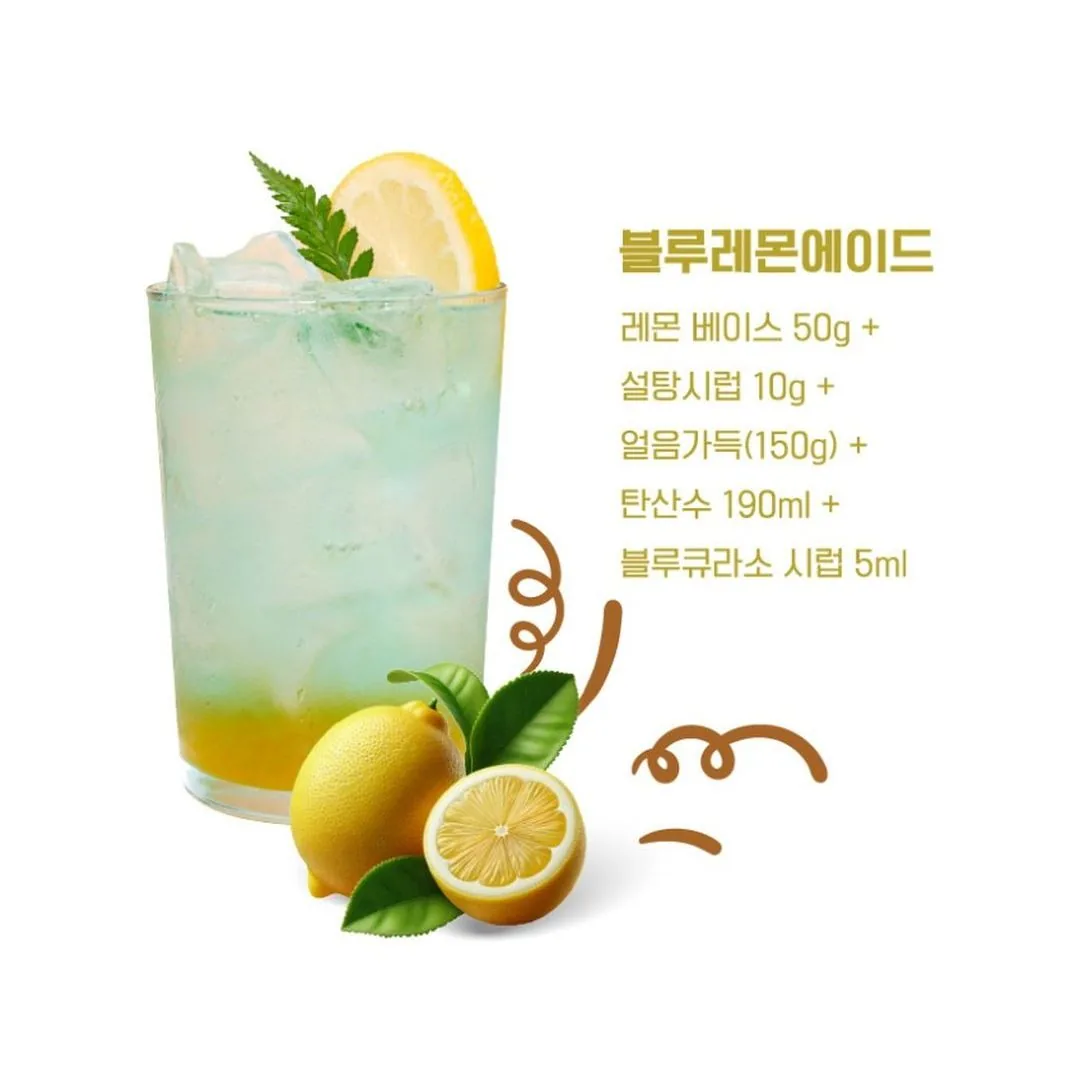 블루레몬에이드
레몬 베이스 50g +
설탕시럽 10g +
얼음가득(150g) +
탄산수 190ml +
블루큐라소 시럽 5ml